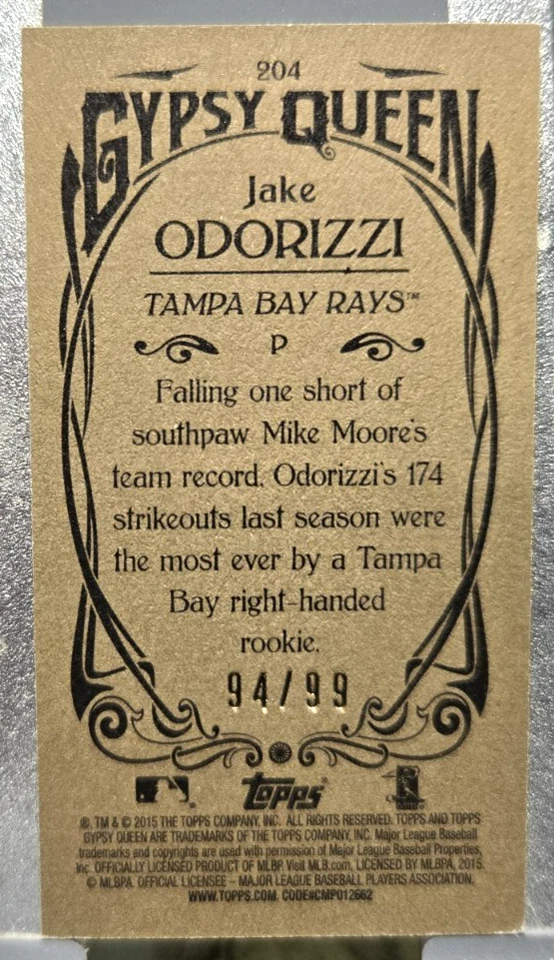 204
GYPSY QUEEN
Jake
ODORIZZI
TAMPA BAY RAYS™
P
Falling one short of
southpaw Mike Moore's
team record, Odorizzi's 174
strikeouts last season were
the most ever by a Tampa
Bay right-handed
rookie.
94/99
topps
®, TM & © 2015 THE TOPPS COMPANY, INC. ALL RIGHTS RESERVED. TOPPS AND TOPPS
GYPSY QUEEN ARE TRADEMARKS OF THE TOPPS COMPANY, INC. Major League Baseball
trademarks and copyrights are used with permission of Major League Baseball Properties,
Inc. OFFICIALLY LICENSED PRODUCT OF MLBP. Visit MLB.com. LICENSED BY MLBPA, 2015.
© MLBPA. OFFICIAL LICENSEE – MAJOR LEAGUE BASEBALL PLAYERS ASSOCIATION.
WWW.TOPPS.COM. CODE#CMP012662